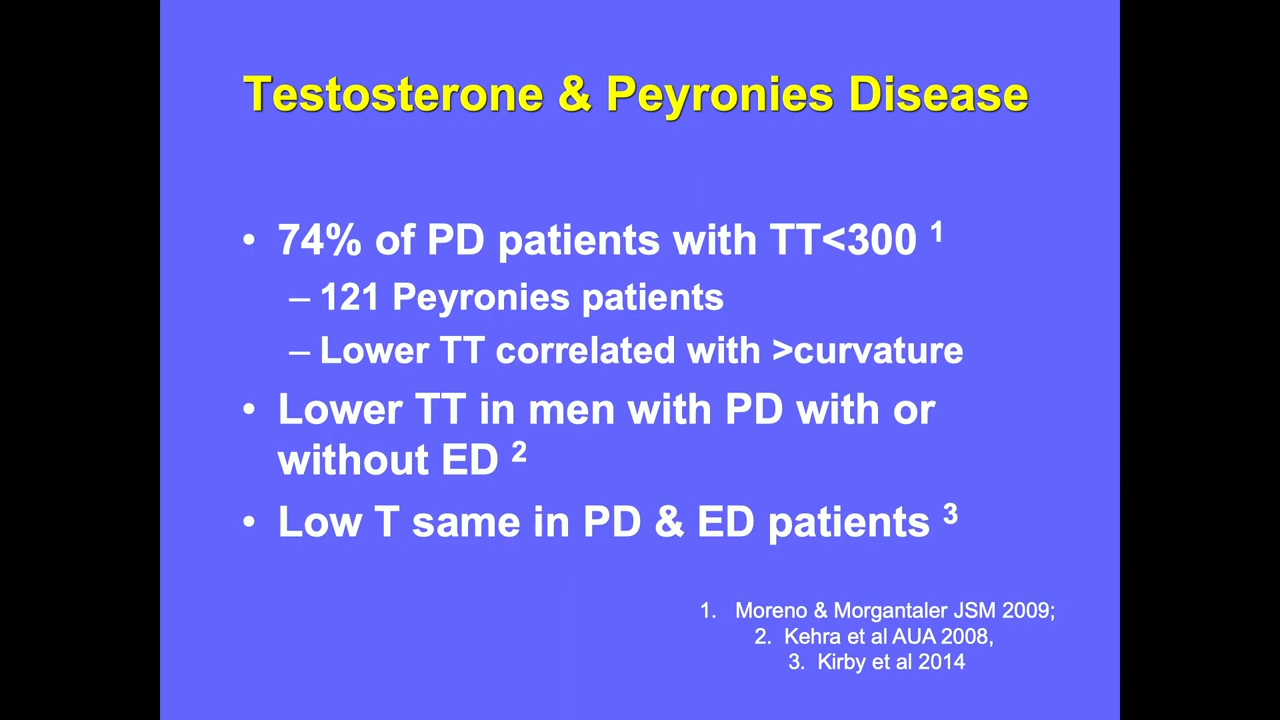 Testosterone & Peyronies Disease
• 74% of PD patients with TT<300 1
– 121 Peyronies patients
– Lower TT correlated with >curvature
• Lower TT in men with PD with or
without ED 2
• Low T same in PD & ED patients 3
1. Moreno & Morgantaler JSM 2009;
2. Kehra et al AUA 2008,
3. Kirby et al 2014